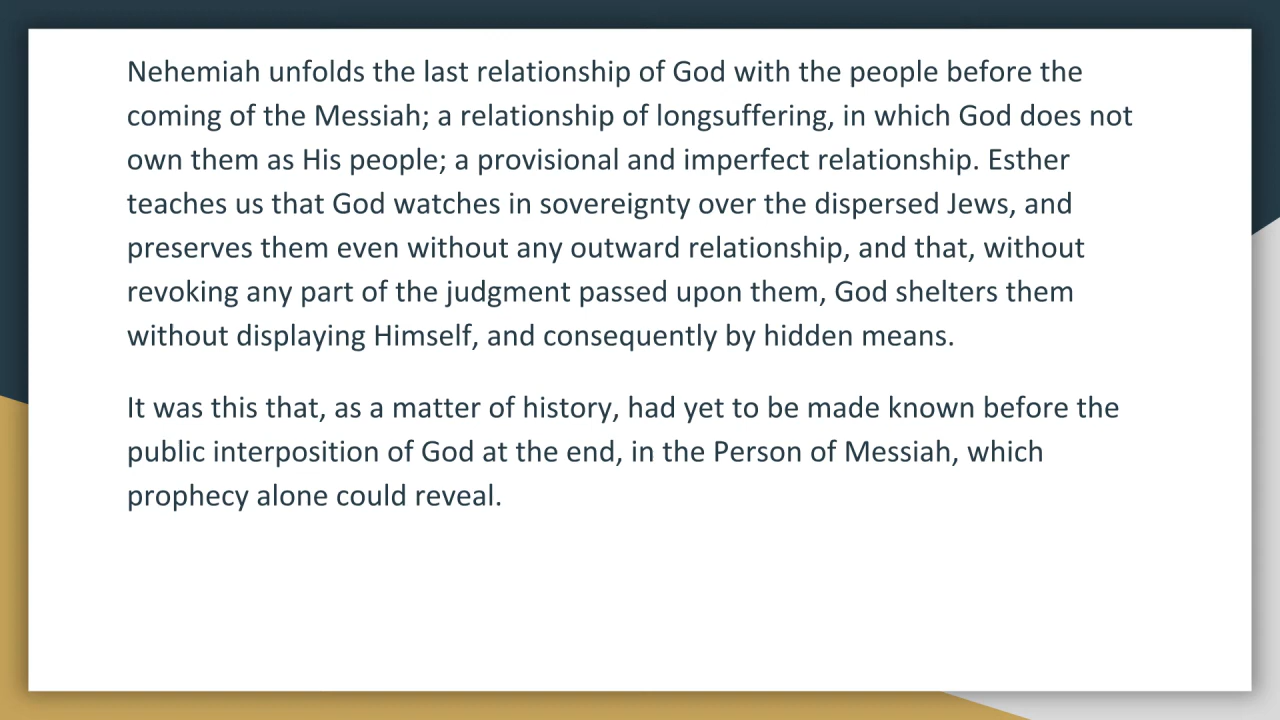 Nehemiah unfolds the last relationship of God with the people before the
coming of the Messiah; a relationship of longsuffering, in which God does not
own them as His people; a provisional and imperfect relationship. Esther
teaches us that God watches in sovereignty over the dispersed Jews, and
preserves them even without any outward relationship, and that, without
revoking any part of the judgment passed upon them, God shelters them
without displaying Himself, and consequently by hidden means.
It was this that, as a matter of history, had yet to be made known before the
public interposition of God at the end, in the Person of Messiah, which
prophecy alone could reveal.